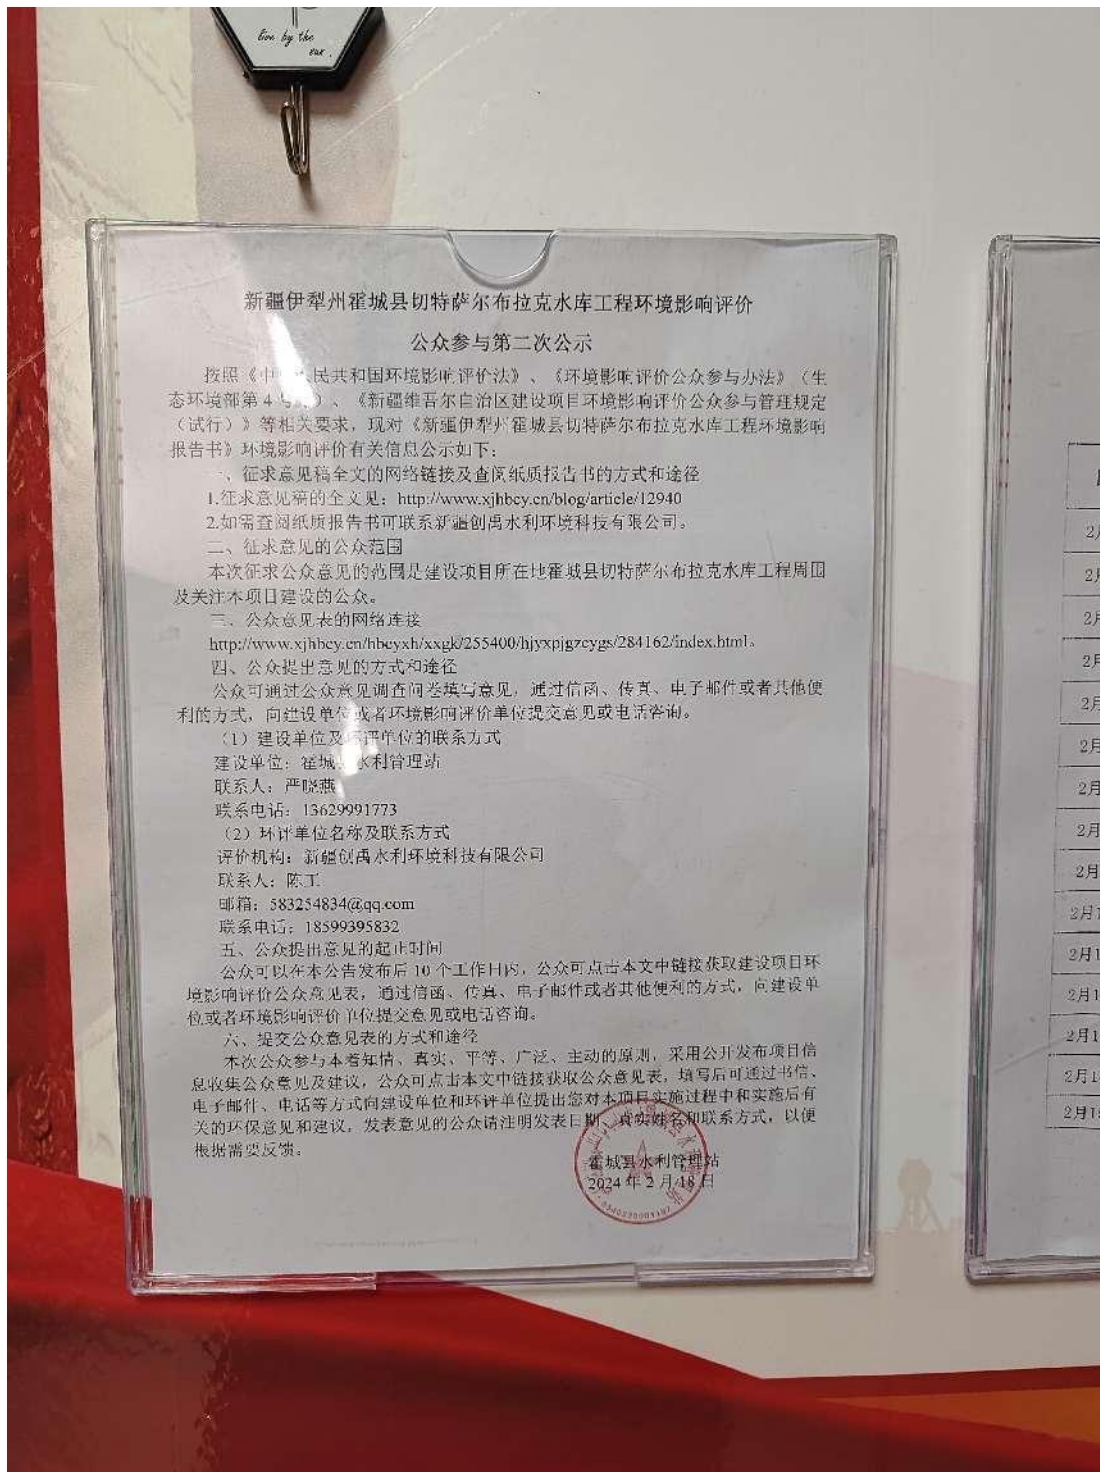 live by the
sun.
新疆伊犁州霍城县切特萨尔布拉克水库工程环境影响评价
公众参与第二次公示
按照《中 民共和国环境影响评价法》、《环境影响评价公众参与办法》（生
态环境部第4号 ）、《新疆维吾尔自治区建设项目环境影响评价公众参与管理规定
（试行）》等相关要求，现对《新疆伊犁州霍城县切特萨尔布拉克水库工程环境影响
报告书》环境影响评价有关信息公示如下：
一、征求意见稿全文的网络链接及查阅纸质报告书的方式和途径
1.征求意见稿的全文见：http://www.xjhbcy.cn/blog/article/12940
2.如需查阅纸质报告书可联系新疆创禹水利环境科技有限公司。
二、征求意见的公众范围
本次征求公众意见的范围是建设项目所在地霍城县切特萨尔布拉克水库工程周围
及关注本项目建设的公众。
三、公众意见表的网络连接
http://www.xjhbcy.cn/hbcyxh/xxgk/255400/hjyxpjgzcygs/284162/index.html。
四、公众提出意见的方式和途径
公众可通过公众意见调查问卷填写意见，通过信函、传真、电子邮件或者其他便
利的方式，向建设单位或者环境影响评价单位提交意见或电话咨询。
（1）建设单位及环评单位的联系方式
建设单位：霍城县水利管理站
联系人：严晓燕
联系电话：13629991773
（2）环评单位名称及联系方式
评价机构：新疆创禹水利环境科技有限公司
联系人：陈工
邮箱：583254834@qq.com
联系电话：18599395832
五、公众提出意见的起止时间
公众可以在本公告发布后10个工作日内，公众可点击本文中链接获取建设项目环
境影响评价公众意见表，通过信函、传真、电子邮件或者其他便利的方式，向建设单
位或者环境影响评价单位提交意见或电话咨询。
六、提交公众意见表的方式和途径
本次公众参与本着知情、真实、平等、广泛、主动的原则，采用公开发布项目信
息收集公众意见及建议，公众可点击本文中链接获取公众意见表，填写后可通过书信、
电子邮件、电话等方式向建设单位和环评单位提出您对本项目实施过程中和实施后有
关的环保意见和建议，发表意见的公众请注明发表日期、真实姓名和联系方式，以便
根据需要反馈。
霍城县水利管理站
2024年2月18日
2月
2月
2月
2月
2月
2月
2月
2月
2月1
2月1
2月1
2月1
2月1